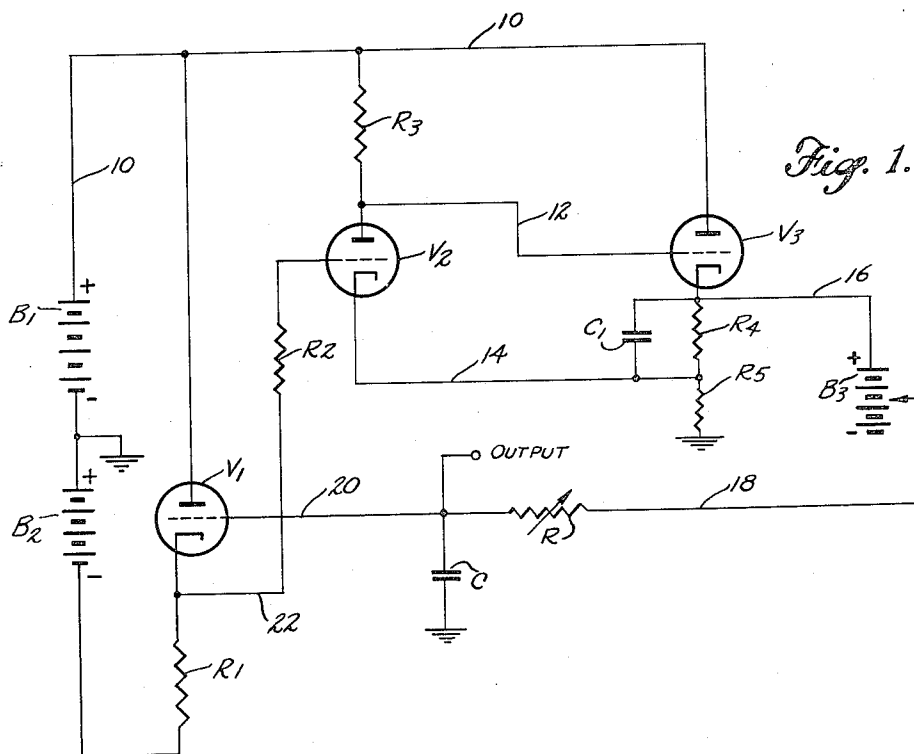 10
R3
Fig. 1.
10
12
V2
V3
16
+
B1
R2
C1
R4
14
R5
+
B3
-
-
+
V1
OUTPUT
20
18
B2
R
C
-
22
R1